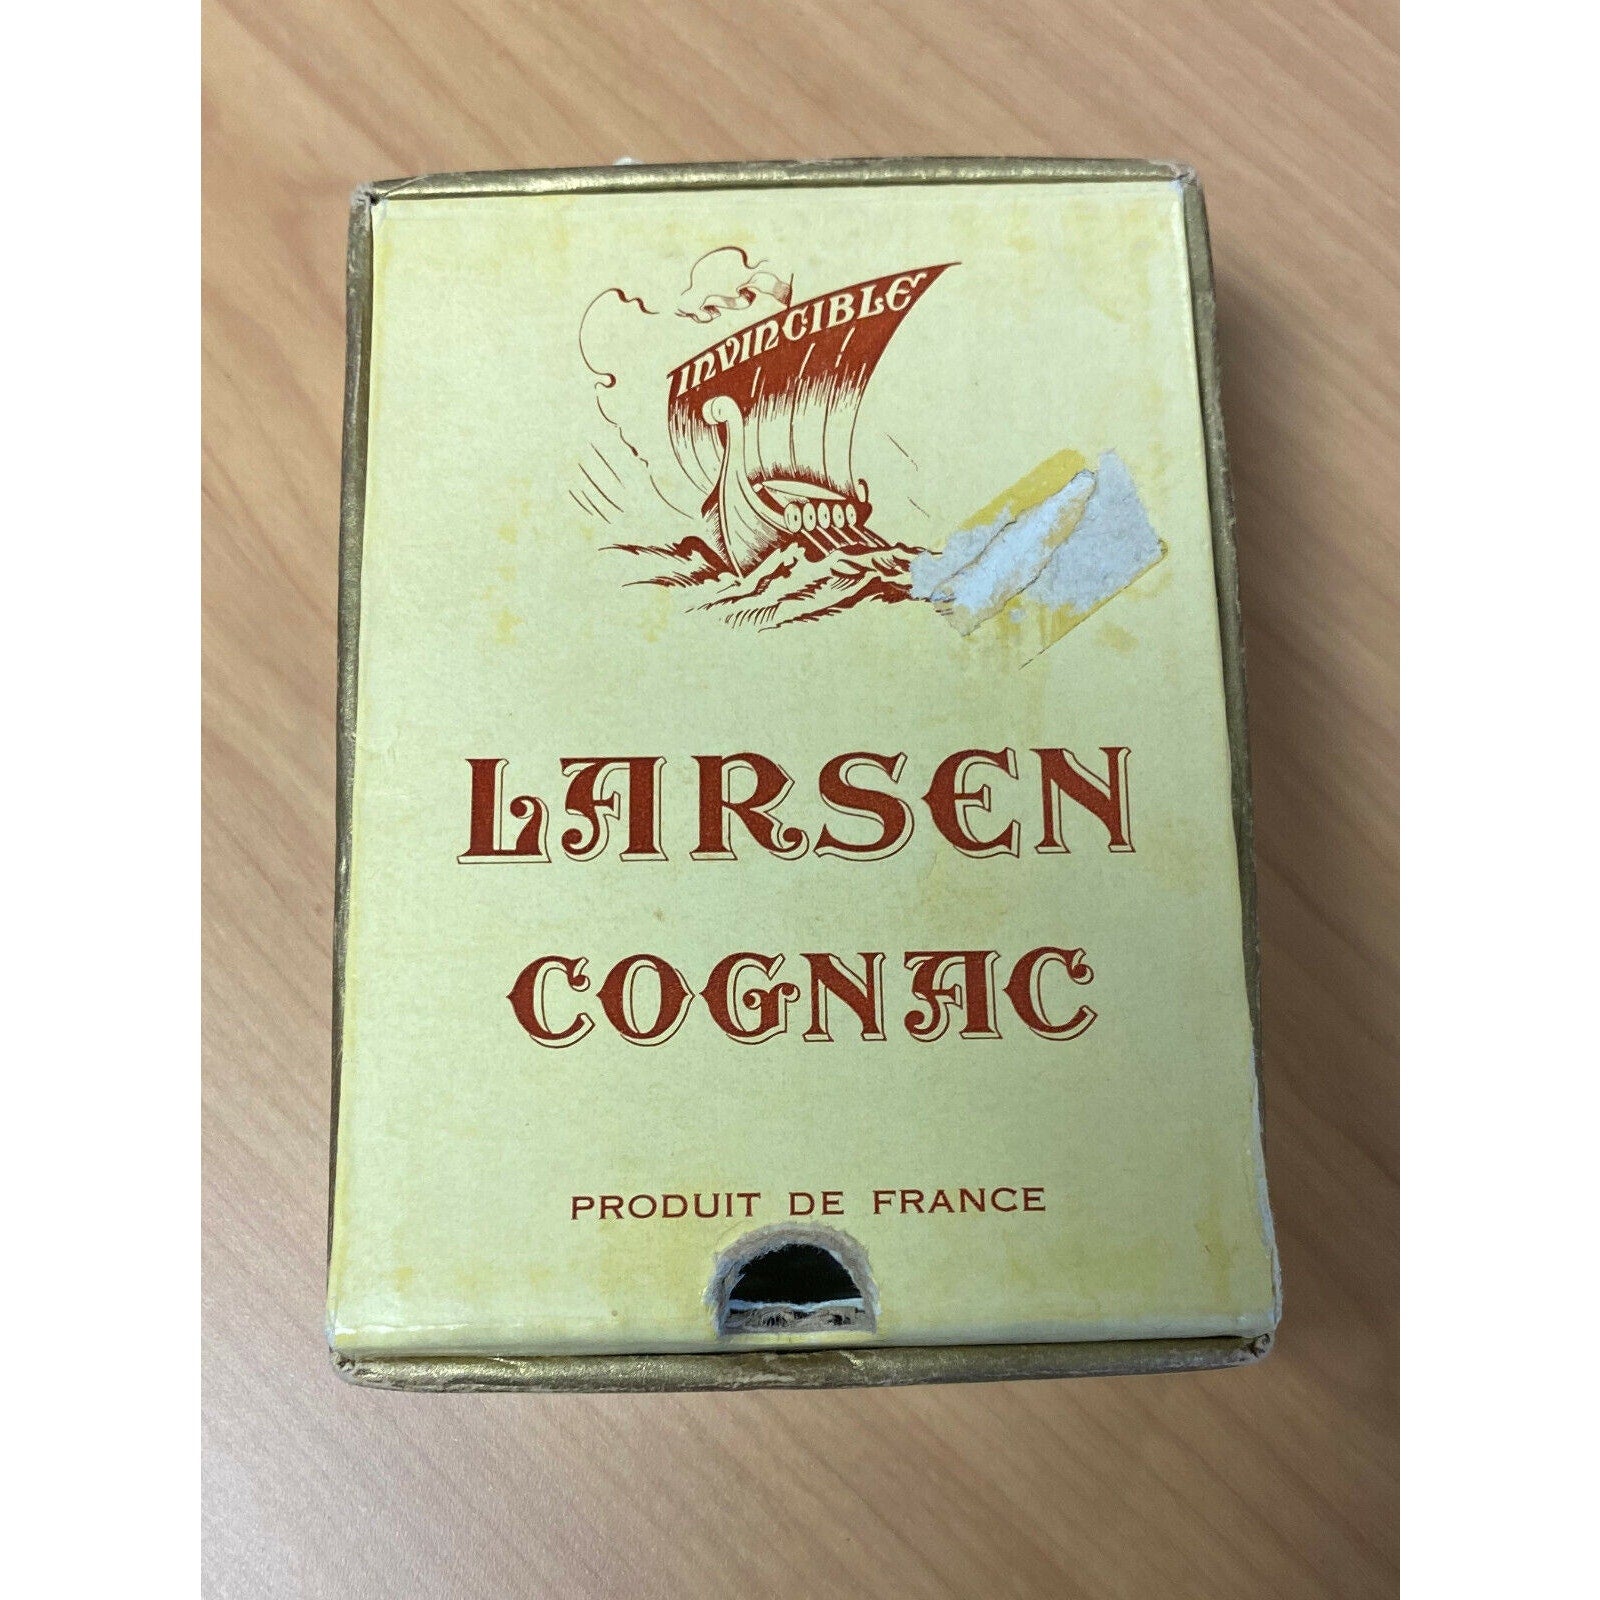 INVINCIBLE
LARSEN
COGNAC
PRODUIT DE FRANCE